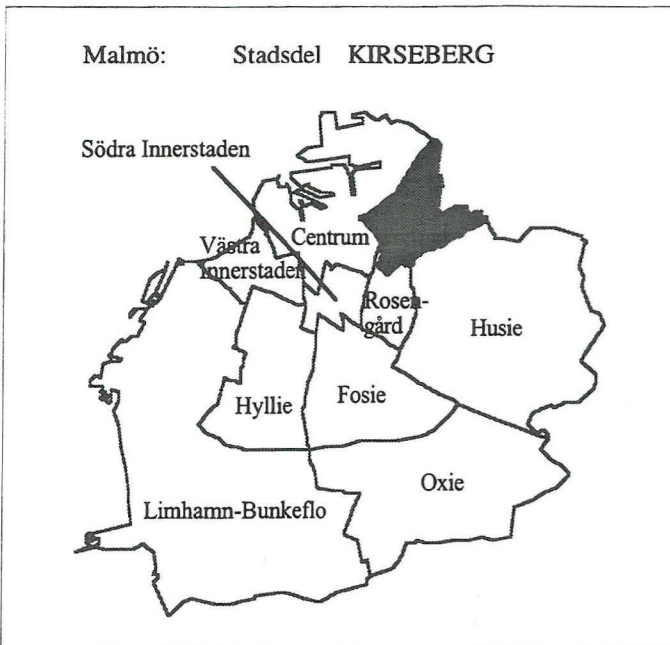 Malmö: Stadsdel KIRSEBERG
Södra Innerstaden
Västra
Innerstaden
Centrum
Rosen-
gård
Husie
Hyllie
Fosie
Oxie
Limhamn-Bunkeflo